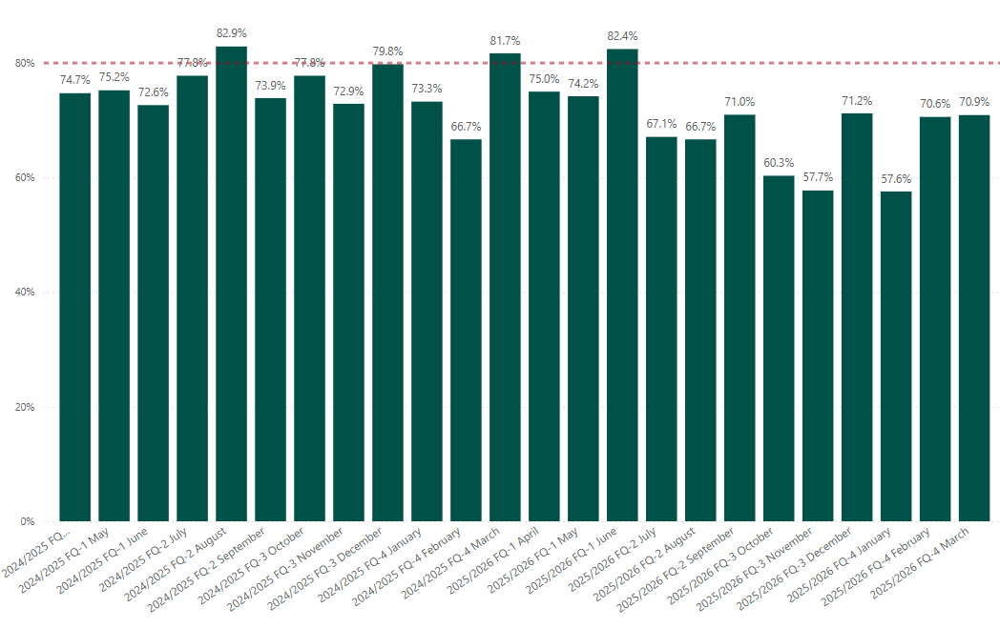 80%
60%
40%
20%
0%
74.7%
75.2%
72.6%
77.8%
82.9%
73.9%
77.8%
72.9%
79.8%
73.3%
66.7%
81.7%
75.0%
74.2%
82.4%
67.1%
66.7%
71.0%
60.3%
57.7%
71.2%
57.6%
70.6%
70.9%
2024/2025 FQ...
2024/2025 FQ-1 May
2024/2025 FQ-1 June
2024/2025 FQ-2 July
2024/2025 FQ-2 August
2024/2025 FQ-2 September
2024/2025 FQ-3 October
2024/2025 FQ-3 November
2024/2025 FQ-3 December
2024/2025 FQ-4 January
2024/2025 FQ-4 February
2024/2025 FQ-4 March
2025/2026 FQ-1 April
2025/2026 FQ-1 May
2025/2026 FQ-1 June
2025/2026 FQ-2 July
2025/2026 FQ-2 August
2025/2026 FQ-2 September
2025/2026 FQ-3 October
2025/2026 FQ-3 November
2025/2026 FQ-3 December
2025/2026 FQ-4 January
2025/2026 FQ-4 February
2025/2026 FQ-4 March